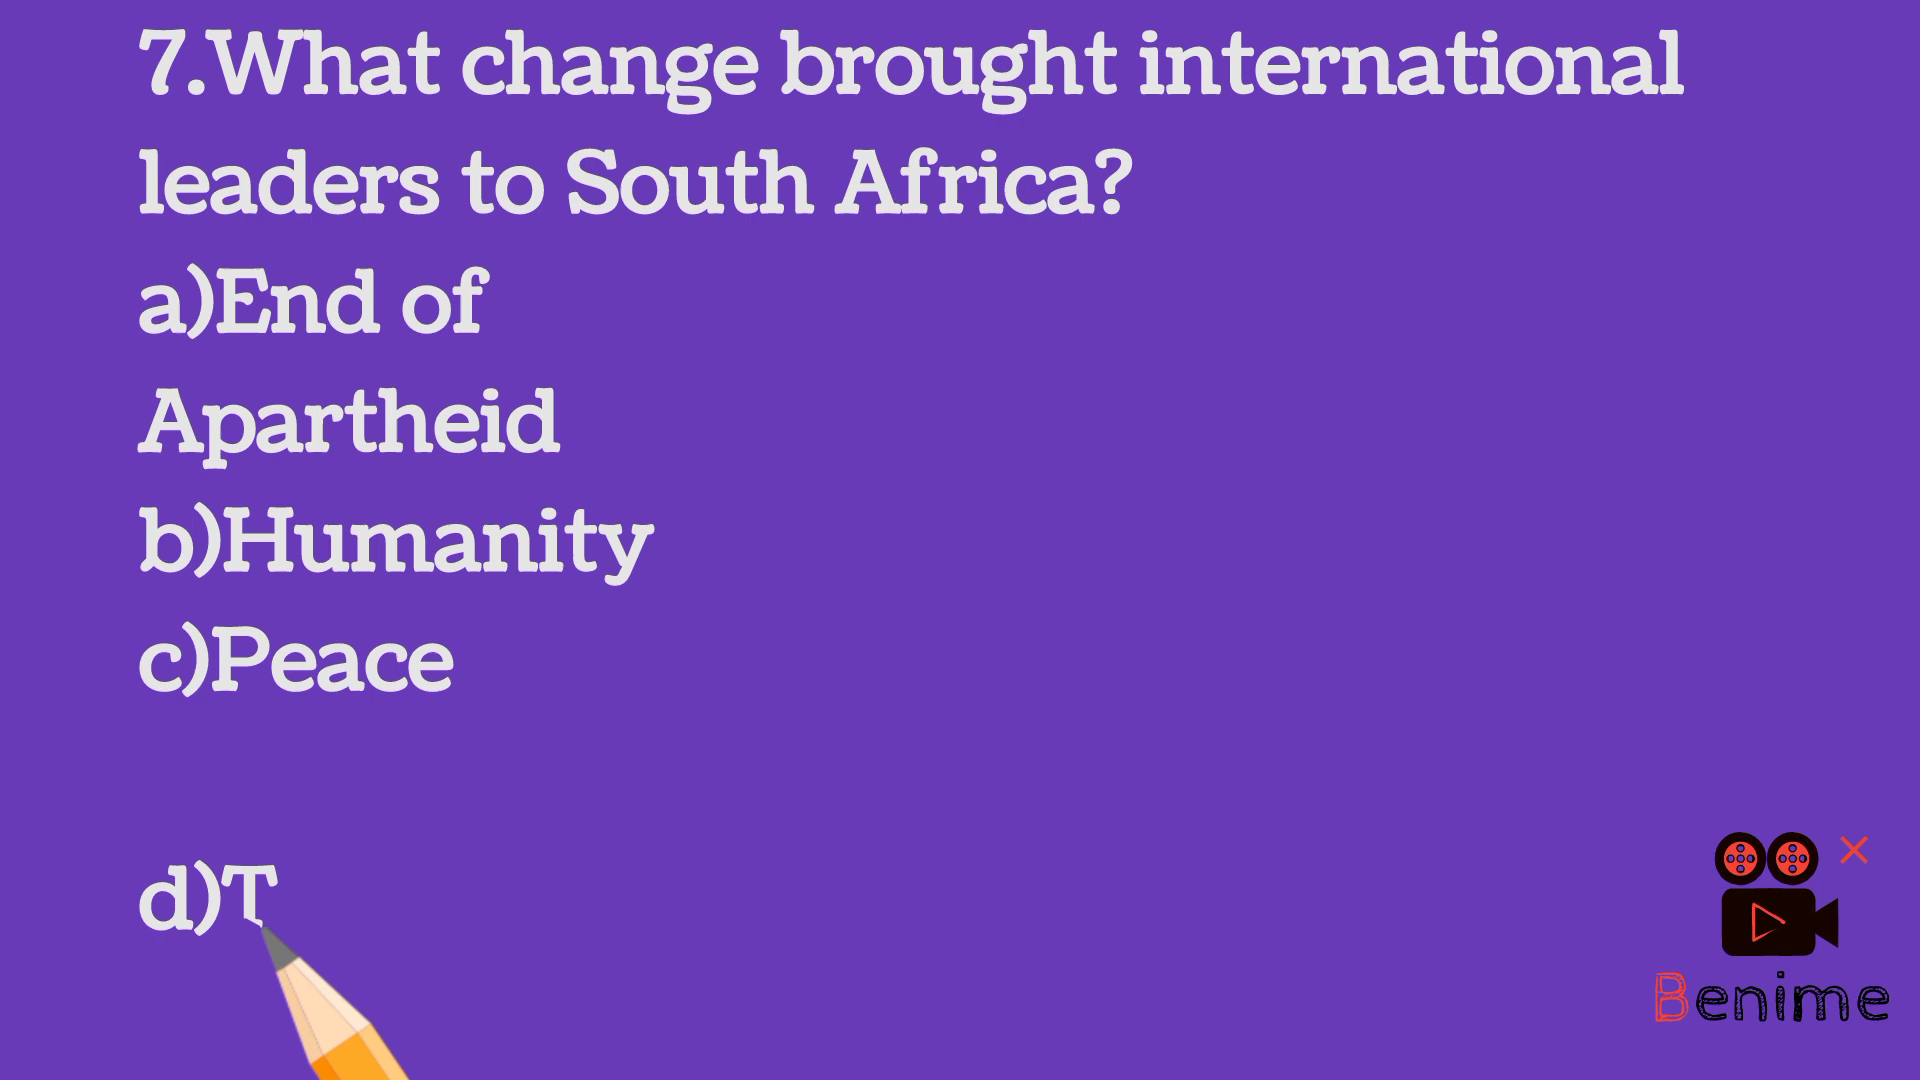 7.What change brought international
leaders to South Africa?
a)End of
Apartheid
b)Humanity
c)Peace
d)T
Benime